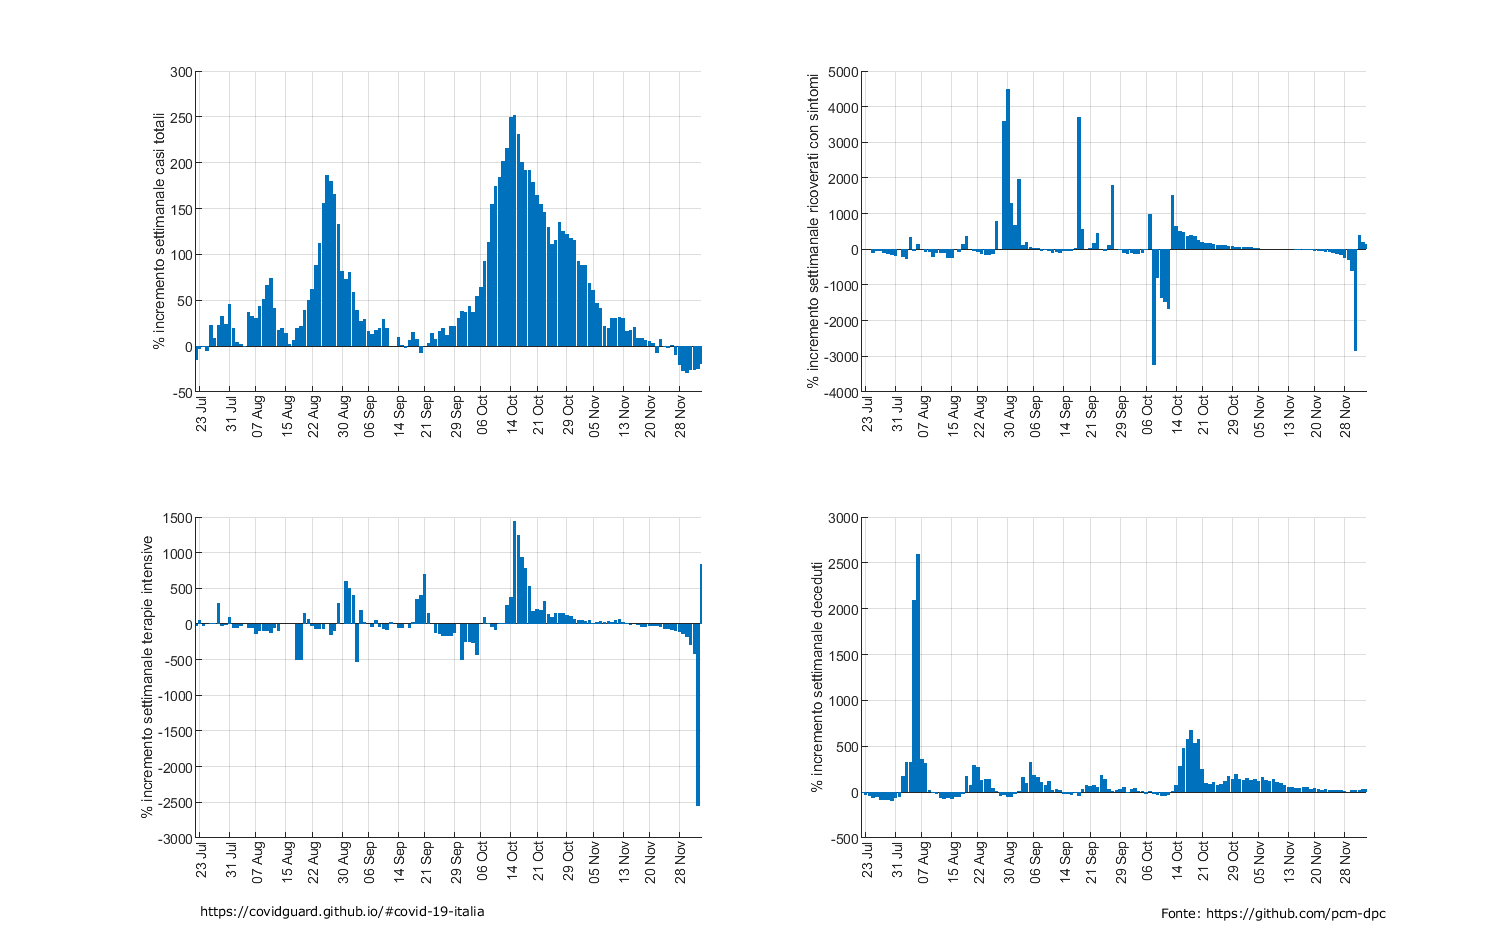 % incremento settimanale casi totali
300
250
200
150
100
50
0
-50
23 Jul
31 Jul
07 Aug
15 Aug
22 Aug
30 Aug
06 Sep
14 Sep
21 Sep
29 Sep
06 Oct
14 Oct
21 Oct
29 Oct
05 Nov
13 Nov
20 Nov
28 Nov
% incremento settimanale ricoverati con sintomi
5000
4000
3000
2000
1000
0
-1000
-2000
-3000
-4000
23 Jul
31 Jul
07 Aug
15 Aug
22 Aug
30 Aug
06 Sep
14 Sep
21 Sep
29 Sep
06 Oct
14 Oct
21 Oct
29 Oct
05 Nov
13 Nov
20 Nov
28 Nov
% incremento settimanale terapie intensive
1500
1000
500
0
-500
-1000
-1500
-2000
-2500
-3000
23 Jul
31 Jul
07 Aug
15 Aug
22 Aug
30 Aug
06 Sep
14 Sep
21 Sep
29 Sep
06 Oct
14 Oct
21 Oct
29 Oct
05 Nov
13 Nov
20 Nov
28 Nov
% incremento settimanale deceduti
3000
2500
2000
1500
1000
500
0
-500
23 Jul
31 Jul
07 Aug
15 Aug
22 Aug
30 Aug
06 Sep
14 Sep
21 Sep
29 Sep
06 Oct
14 Oct
21 Oct
29 Oct
05 Nov
13 Nov
20 Nov
28 Nov
https://covidguard.github.io/#covid-19-italia
Fonte: https://github.com/pcm-dpc